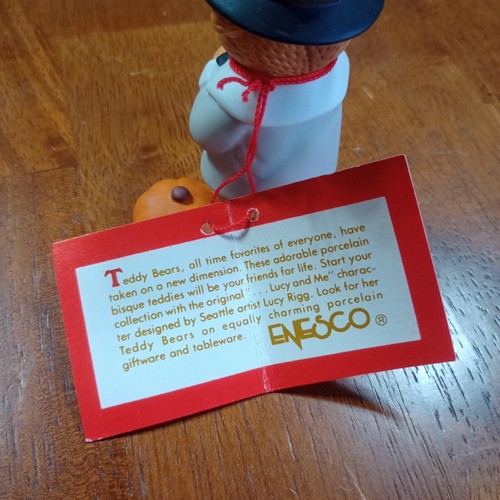 Teddy Bears, all time favorites of everyone, have
taken on a new dimension. These adorable porcelain
bisque teddies will be your friends for life. Start your
collection with the original ". . . Lucy and Me" charac-
ter designed by Seattle artist Lucy Rigg. Look for her
Teddy Bears on equally charming porcelain
giftware and tableware. ENESCO ®